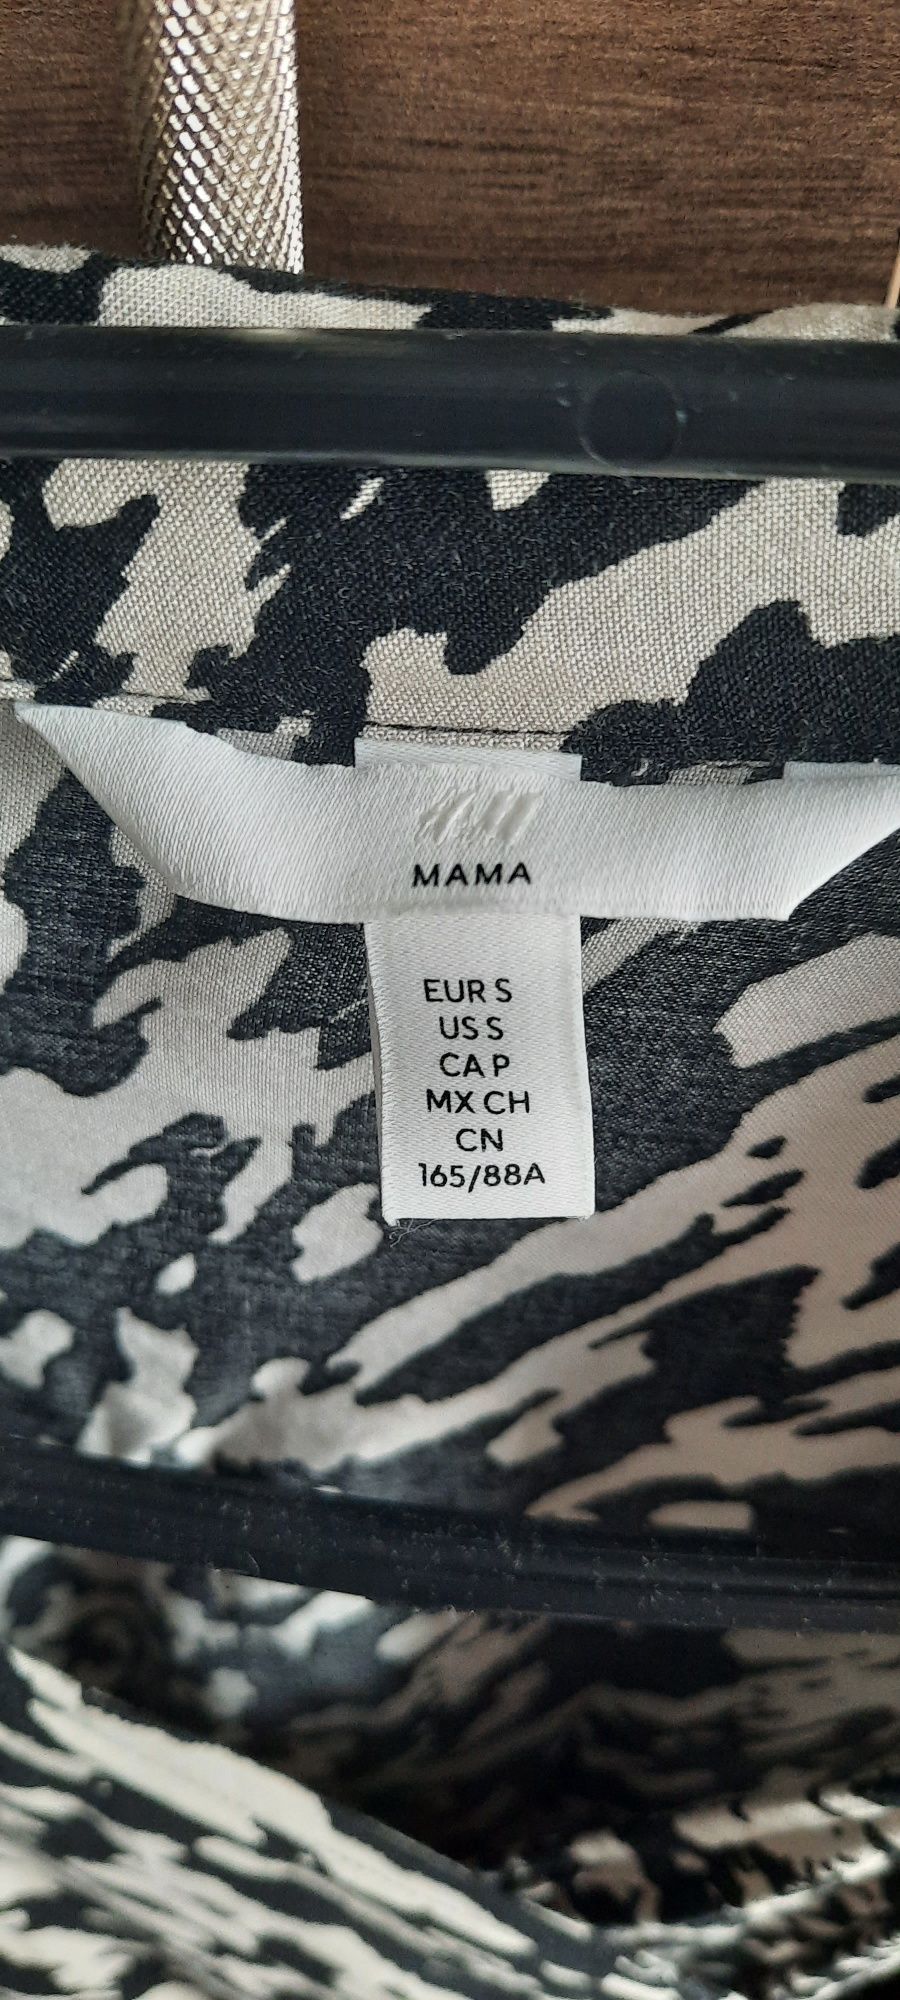 H&M
MAMA
EUR S
US S
CA P
MX CH
CN
165/88A